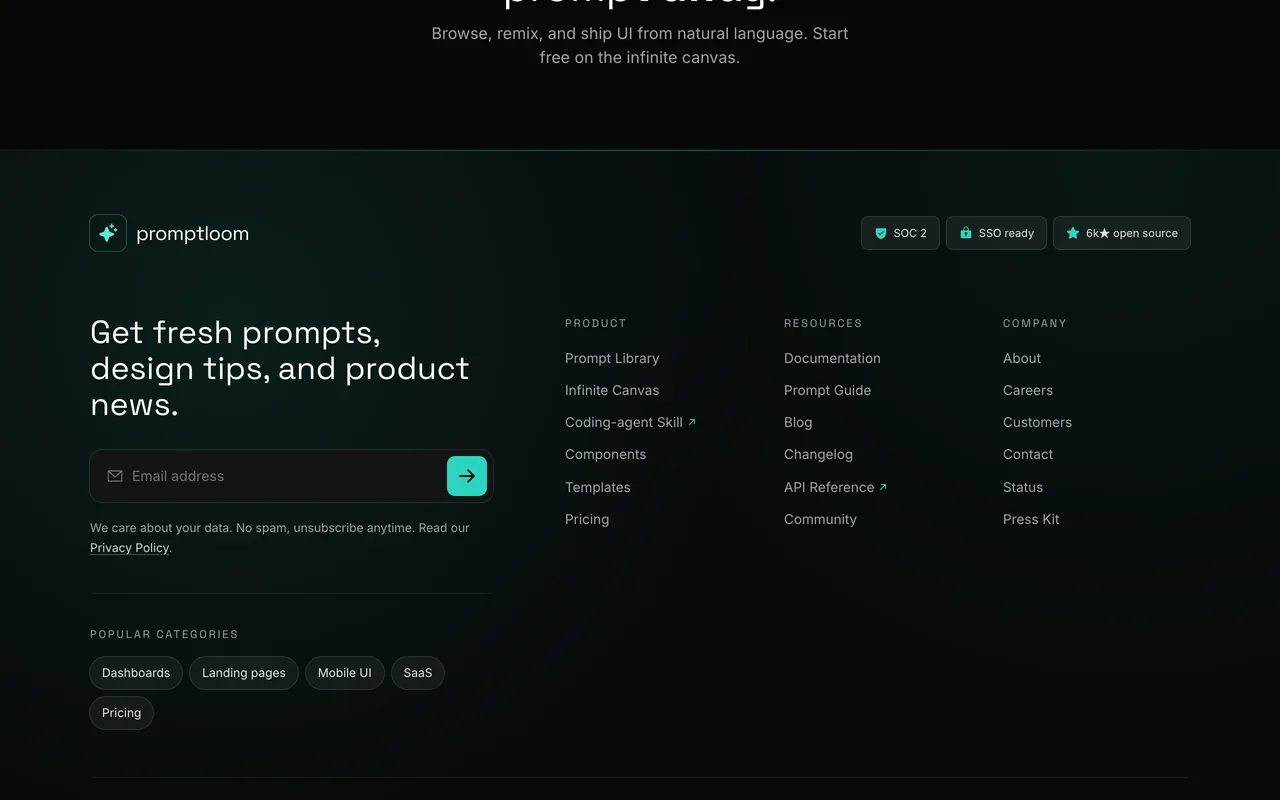 prompt away.
Browse, remix, and ship UI from natural language. Start
free on the infinite canvas.
promptloom
SOC 2
SSO ready
6k★ open source
Get fresh prompts,
design tips, and product
news.
Email address
We care about your data. No spam, unsubscribe anytime. Read our
Privacy Policy.
POPULAR CATEGORIES
Dashboards
Landing pages
Mobile UI
SaaS
Pricing
PRODUCT
Prompt Library
Infinite Canvas
Coding-agent Skill ↗
Components
Templates
Pricing
RESOURCES
Documentation
Prompt Guide
Blog
Changelog
API Reference ↗
Community
COMPANY
About
Careers
Customers
Contact
Status
Press Kit